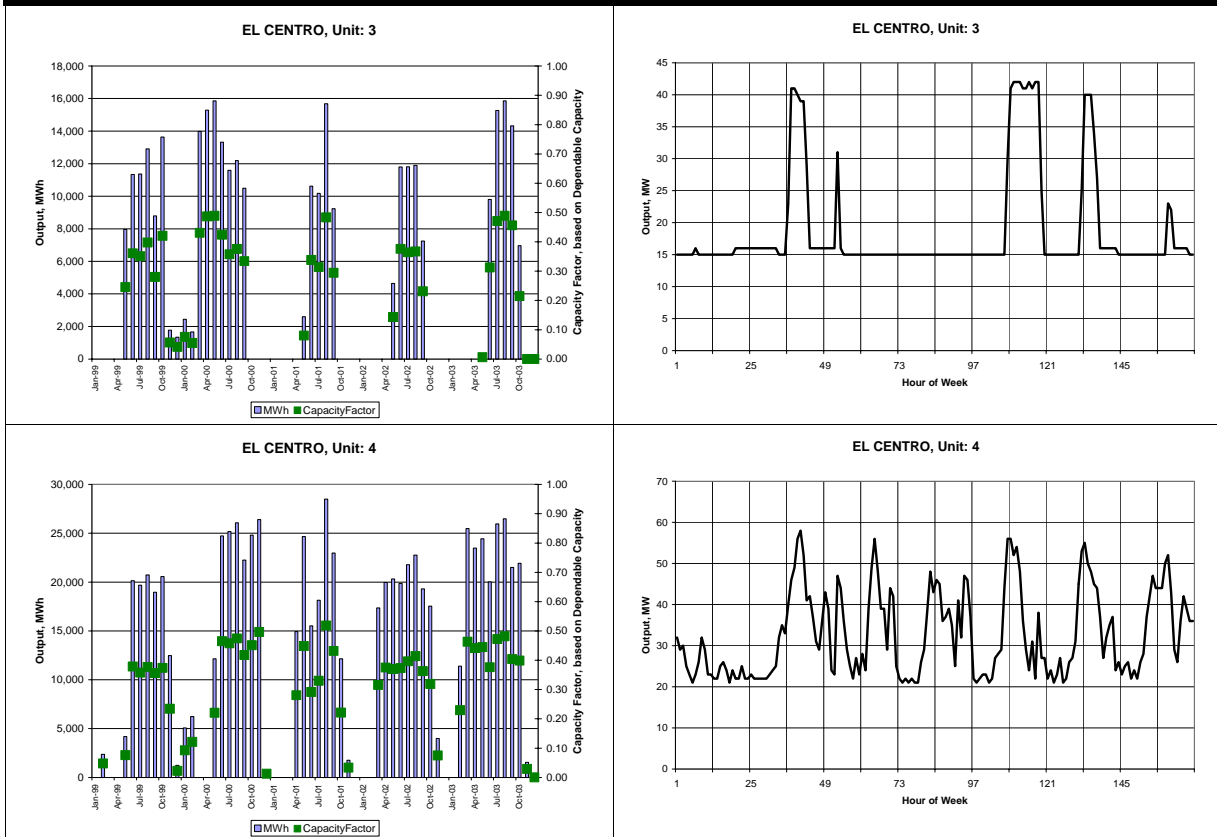 EL CENTRO, Unit: 3
18,000
16,000
14,000
12,000
10,000
8,000
6,000
4,000
2,000
0
Output, MWh
1.00
0.90
0.80
0.70
0.60
0.50
0.40
0.30
0.20
0.10
0.00
Capacity Factor, based on Dependable Capacity
Jan-99
Apr-99
Jul-99
Oct-99
Jan-00
Apr-00
Jul-00
Oct-00
Jan-01
Apr-01
Jul-01
Oct-01
Jan-02
Apr-02
Jul-02
Oct-02
Jan-03
Apr-03
Jul-03
Oct-03
MWh CapacityFactor
EL CENTRO, Unit: 3
45
40
35
30
25
20
15
10
5
0
Output, MW
1 25 49 73 97 121 145
Hour of Week
EL CENTRO, Unit: 4
30,000
25,000
20,000
15,000
10,000
5,000
0
Output, MWh
1.00
0.90
0.80
0.70
0.60
0.50
0.40
0.30
0.20
0.10
0.00
Capacity Factor, based on Dependable Capacity
Jan-99
Apr-99
Jul-99
Oct-99
Jan-00
Apr-00
Jul-00
Oct-00
Jan-01
Apr-01
Jul-01
Oct-01
Jan-02
Apr-02
Jul-02
Oct-02
Jan-03
Apr-03
Jul-03
Oct-03
MWh CapacityFactor
EL CENTRO, Unit: 4
70
60
50
40
30
20
10
0
Output, MW
1 25 49 73 97 121 145
Hour of Week